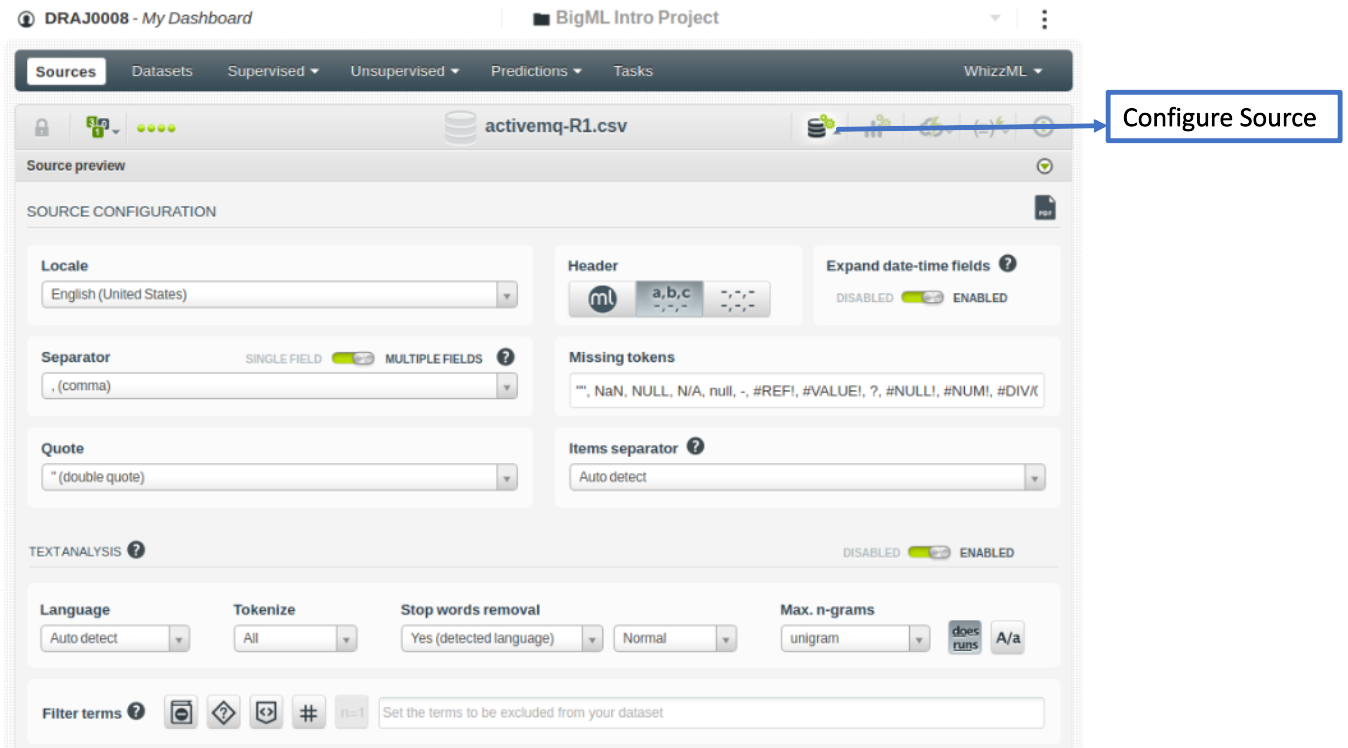 DRAJ0008 - My Dashboard BigML Intro Project
Sources Datasets Supervised Unsupervised Predictions Tasks WhizzML
activemq-R1.csv
Configure Source
Source preview
SOURCE CONFIGURATION
PDF
Locale Header Expand date-time fields ?
English (United States) ml a,b,c -,-,- -,-,- -,-,- DISABLED ENABLED
Separator SINGLE FIELD MULTIPLE FIELDS ? Missing tokens
, (comma) "", NaN, NULL, N/A, null, -, #REF!, #VALUE!, ?, #NULL!, #NUM!, #DIV/
Quote Items separator ?
" (double quote) Auto detect
TEXT ANALYSIS ? DISABLED ENABLED
Language Tokenize Stop words removal Max. n-grams
Auto detect All Yes (detected language) Normal unigram does runs A/a
Filter terms ? # n=1 Set the terms to be excluded from your dataset